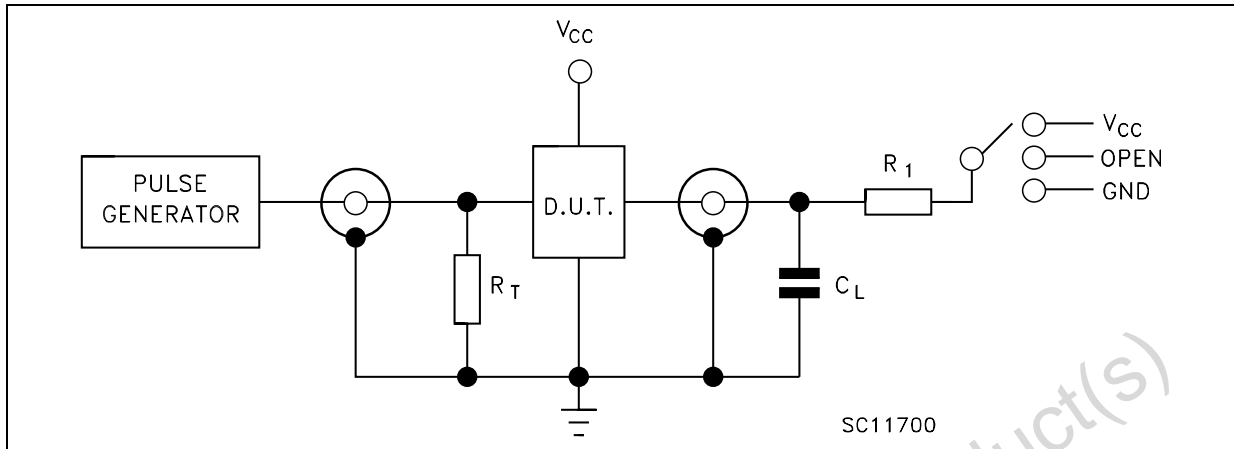 VCC
PULSE
GENERATOR
RT
D.U.T.
CL
R1
VCC
OPEN
GND
SC11700